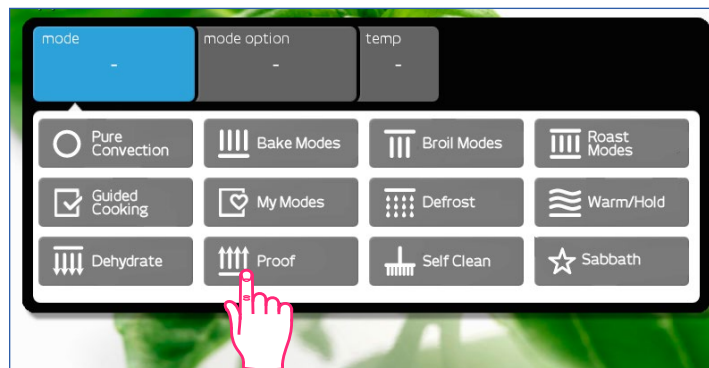 mode
mode option
temp
-
-
-
Pure
Convection
Bake Modes
Broil Modes
Roast
Modes
Guided
Cooking
My Modes
Defrost
Warm/Hold
Dehydrate
Proof
Self Clean
Sabbath